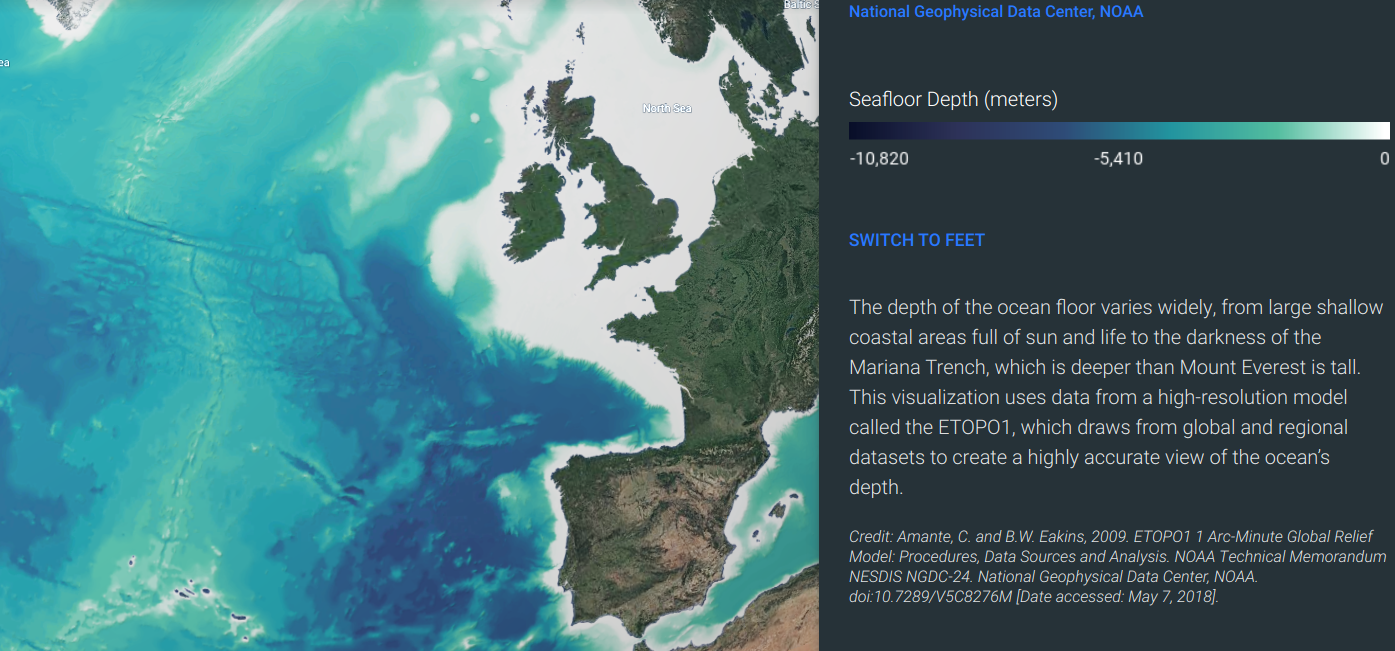 Baltic S
ea
North Sea
National Geophysical Data Center, NOAA
Seafloor Depth (meters)
-10,820 -5,410 0
SWITCH TO FEET
The depth of the ocean floor varies widely, from large shallow
coastal areas full of sun and life to the darkness of the
Mariana Trench, which is deeper than Mount Everest is tall.
This visualization uses data from a high-resolution model
called the ETOPO1, which draws from global and regional
datasets to create a highly accurate view of the ocean’s
depth.
Credit: Amante, C. and B.W. Eakins, 2009. ETOPO1 1 Arc-Minute Global Relief
Model: Procedures, Data Sources and Analysis. NOAA Technical Memorandum
NESDIS NGDC-24. National Geophysical Data Center, NOAA.
doi:10.7289/V5C8276M [Date accessed: May 7, 2018].